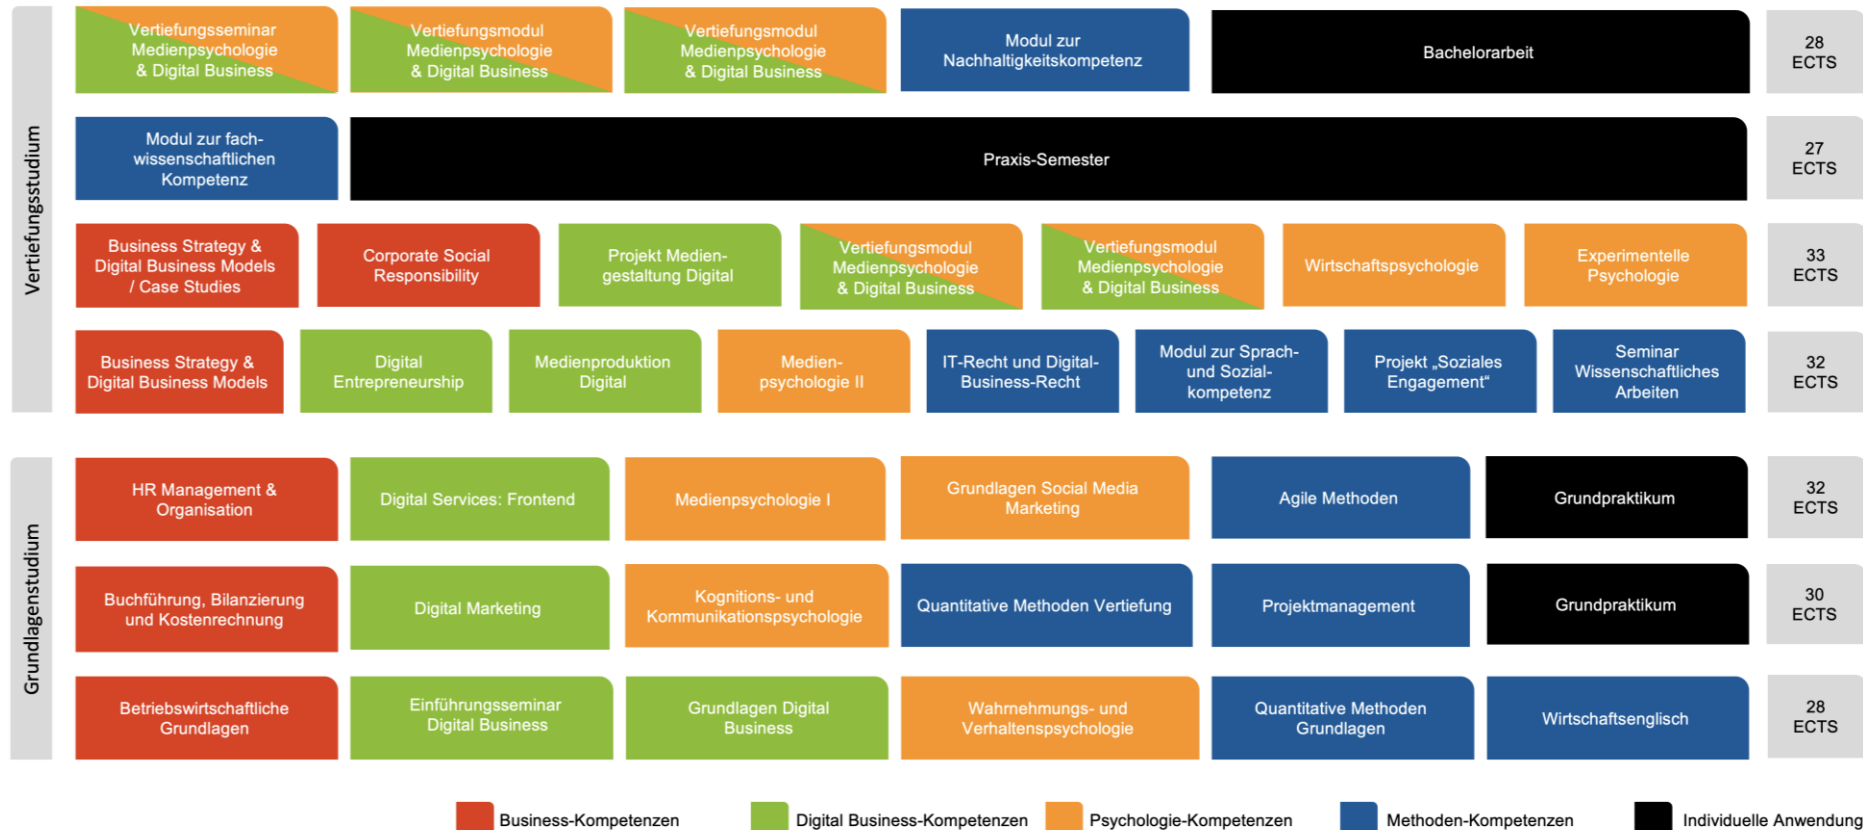 Vertiefungsstudium
Vertiefungsseminar
Medienpsychologie
& Digital Business
Vertiefungsmodul
Medienpsychologie
& Digital Business
Vertiefungsmodul
Medienpsychologie
& Digital Business
Modul zur
Nachhaltigkeitskompetenz
Bachelorarbeit
28
ECTS
Modul zur fach-
wissenschaftlichen
Kompetenz
Praxis-Semester
27
ECTS
Business Strategy &
Digital Business Models
/ Case Studies
Corporate Social
Responsibility
Projekt Medien-
gestaltung Digital
Vertiefungsmodul
Medienpsychologie
& Digital Business
Vertiefungsmodul
Medienpsychologie
& Digital Business
Wirtschaftspsychologie
Experimentelle
Psychologie
33
ECTS
Business Strategy &
Digital Business Models
Digital
Entrepreneurship
Medienproduktion
Digital
Medien-
psychologie II
IT-Recht und Digital-
Business-Recht
Modul zur Sprach-
und Sozial-
kompetenz
Projekt „Soziales
Engagement“
Seminar
Wissenschaftliches
Arbeiten
32
ECTS
Grundlagenstudium
HR Management &
Organisation
Digital Services: Frontend
Medienpsychologie I
Grundlagen Social Media
Marketing
Agile Methoden
Grundpraktikum
32
ECTS
Buchführung, Bilanzierung
und Kostenrechnung
Digital Marketing
Kognitions- und
Kommunikationspsychologie
Quantitative Methoden Vertiefung
Projektmanagement
Grundpraktikum
30
ECTS
Betriebswirtschaftliche
Grundlagen
Einführungsseminar
Digital Business
Grundlagen Digital
Business
Wahrnehmungs- und
Verhaltenspsychologie
Quantitative Methoden
Grundlagen
Wirtschaftsenglisch
28
ECTS
Business-Kompetenzen
Digital Business-Kompetenzen
Psychologie-Kompetenzen
Methoden-Kompetenzen
Individuelle Anwendung